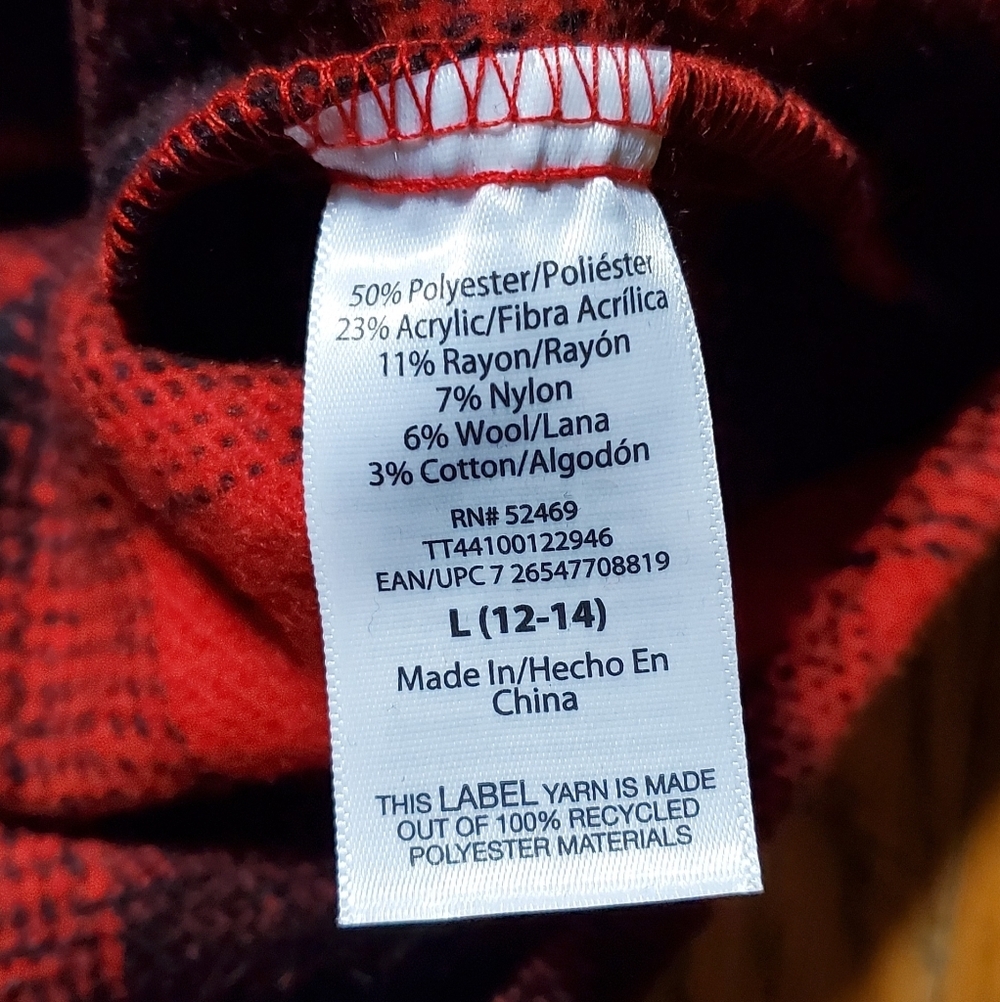 50% Polyester/Poliéster
23% Acrylic/Fibra Acrílica
11% Rayon/Rayón
7% Nylon
6% Wool/Lana
3% Cotton/Algodón
RN# 52469
TT44100122946
EAN/UPC 7 26547708819
L (12-14)
Made In/Hecho En
China
THIS LABEL YARN IS MADE
OUT OF 100% RECYCLED
POLYESTER MATERIALS